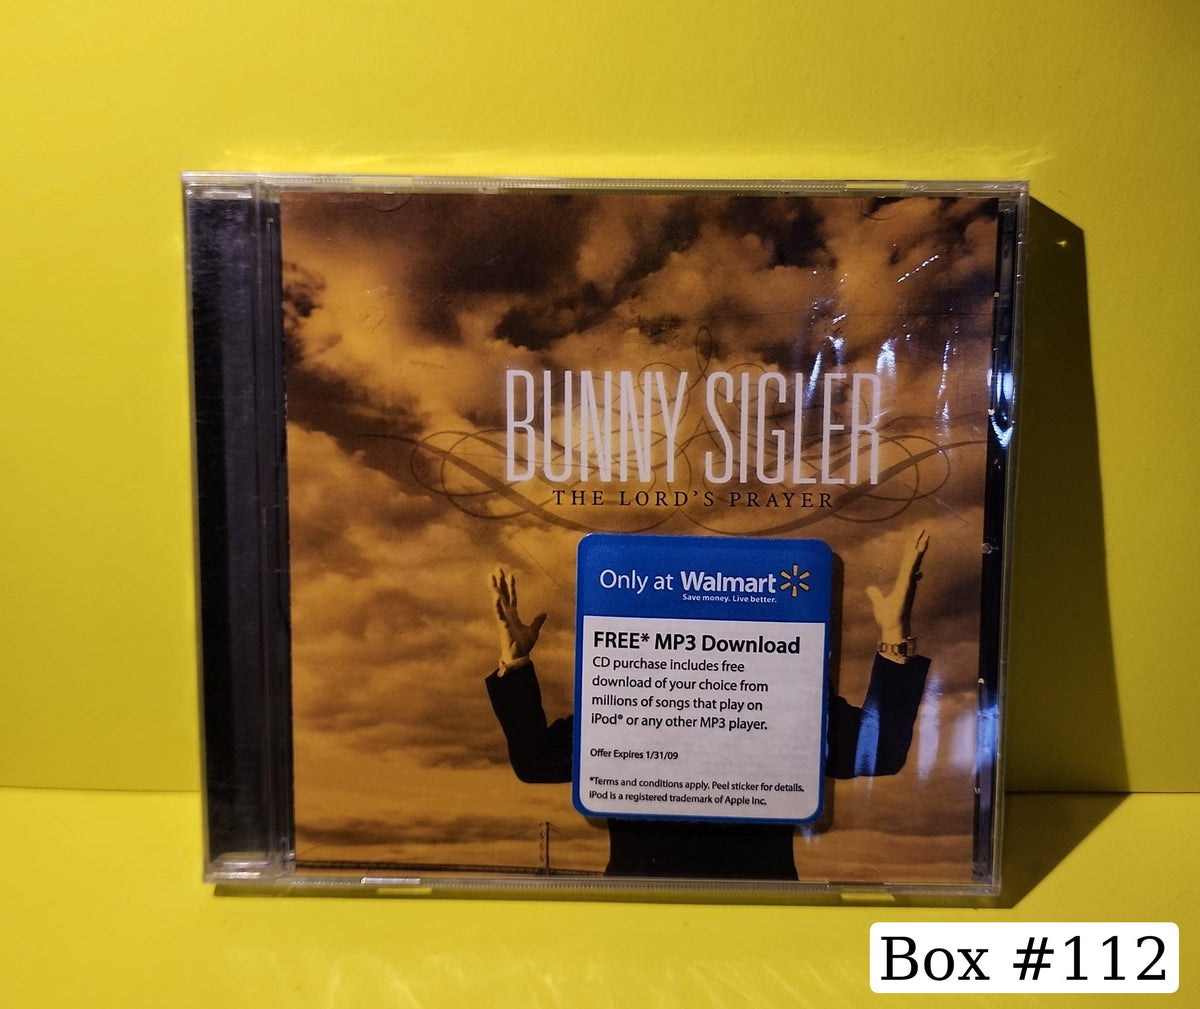 BUNNY SIGLER
THE LORD'S PRAYER
Only at Walmart
Save money. Live better.
FREE* MP3 Download
CD purchase includes free
download of your choice from
millions of songs that play on
iPod® or any other MP3 player.
Offer Expires 1/31/09
*Terms and conditions apply. Peel sticker for details.
iPod is a registered trademark of Apple Inc.
Box #112